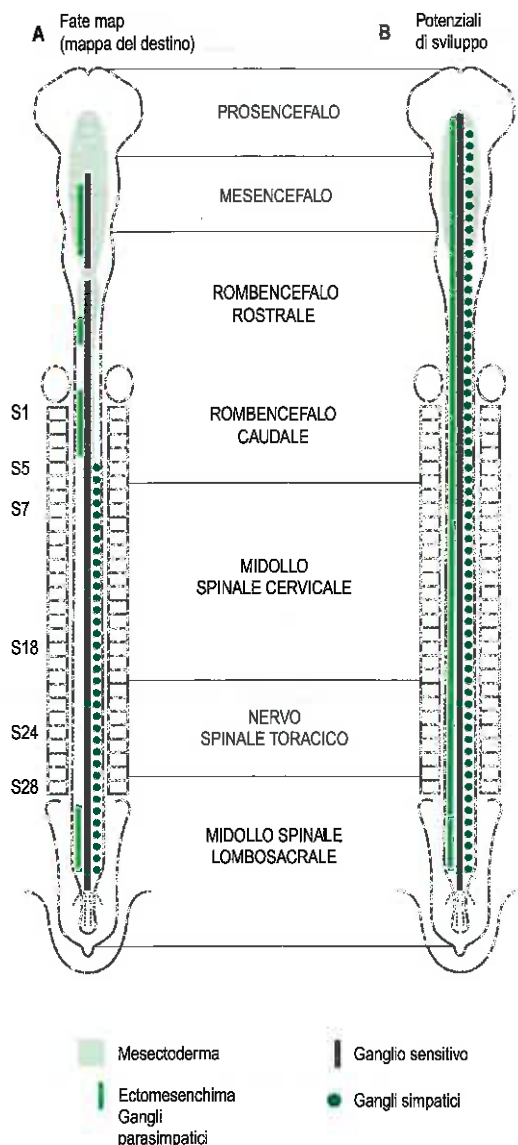 A Fate map
(mappa del destino)
B Potenziali
di sviluppo
PROSENCEFALO
MESENCEFALO
ROMBENCEFALO
ROSTRALE
S1
ROMBENCEFALO
CAUDALE
S5
S7
MIDOLLO
SPINALE CERVICALE
S18
NERVO
SPINALE TORACICO
S24
S28
MIDOLLO SPINALE
LOMBOSACRALE
Mesectoderma
Ectomesenchima
Gangli
parasimpatici
Ganglio sensitivo
Gangli simpatici